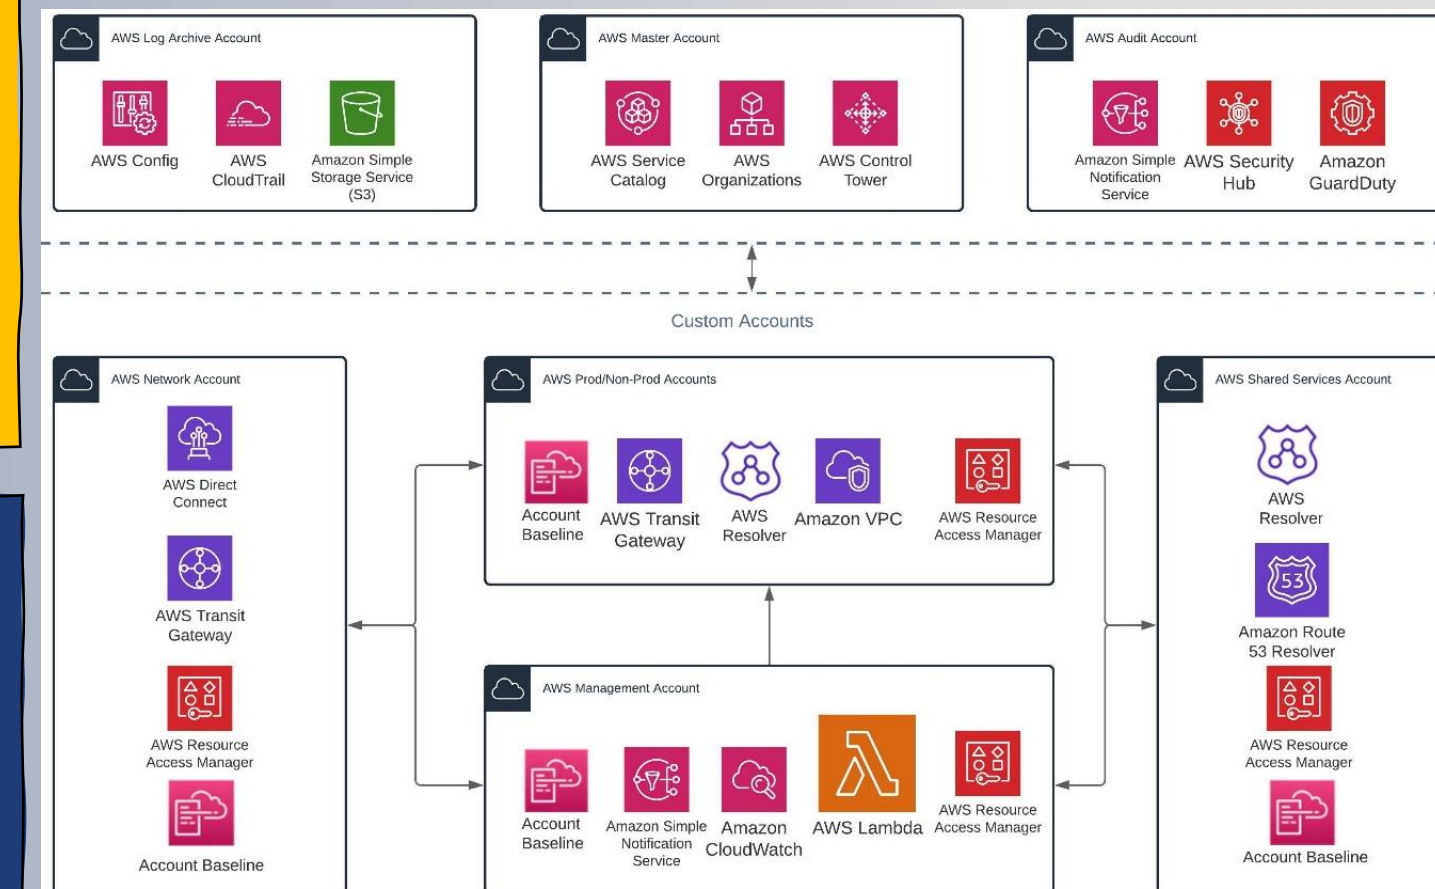 AWS Log Archive Account
AWS Config
AWS
CloudTrail
Amazon Simple
Storage Service
(S3)
AWS Master Account
AWS Service
Catalog
AWS
Organizations
AWS Control
Tower
AWS Audit Account
Amazon Simple
Notification
Service
AWS Security
Hub
Amazon
GuardDuty
Custom Accounts
AWS Network Account
AWS Direct
Connect
AWS Transit
Gateway
AWS Resource
Access Manager
Account Baseline
AWS Prod/Non-Prod Accounts
Account
Baseline
AWS Transit
Gateway
AWS
Resolver
Amazon VPC
AWS Resource
Access Manager
AWS Management Account
Account
Baseline
Amazon Simple
Notification
Service
Amazon
CloudWatch
AWS Lambda
AWS Resource
Access Manager
AWS Shared Services Account
AWS
Resolver
53
Amazon Route
53 Resolver
AWS Resource
Access Manager
Account Baseline